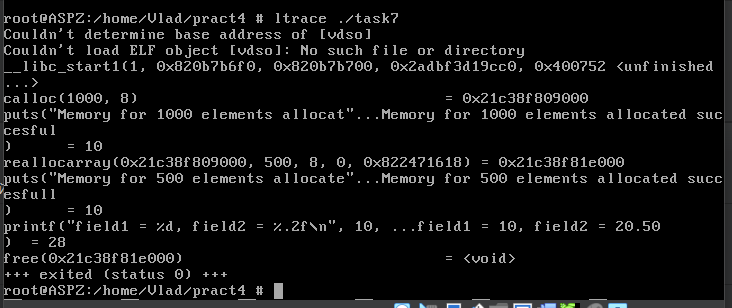 root@ASPZ:/home/Vlad/pract4 # ltrace ./task7
Couldn't determine base address of [vdso]
Couldn't load ELF object [vdso]: No such file or directory
__libc_start1(1, 0x820b7b6f0, 0x820b7b700, 0x2adbf3d19cc0, 0x400752 <unfinished
...>
calloc(1000, 8) = 0x21c38f809000
puts("Memory for 1000 elements allocat"...Memory for 1000 elements allocated suc
cesful
) = 10
reallocarray(0x21c38f809000, 500, 8, 0, 0x822471618) = 0x21c38f81e000
puts("Memory for 500 elements allocate"...Memory for 500 elements allocated succ
esfull
) = 10
printf("field1 = %d, field2 = %.2f\n", 10, ...field1 = 10, field2 = 20.50
) = 28
free(0x21c38f81e000) = <void>
+++ exited (status 0) +++
root@ASPZ:/home/Vlad/pract4 #